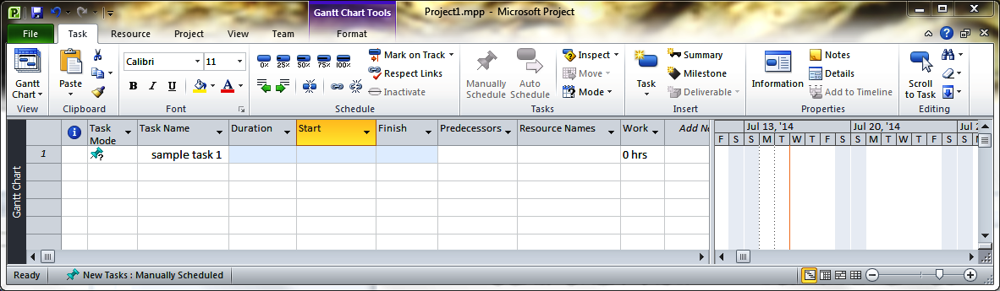 Gantt Chart Tools
Project1.mpp - Microsoft Project
File Task Resource Project View Team Format
Calibri 11
0% 25% 50% 75% 100%
Mark on Track
Respect Links
Inactivate
Gantt Chart
Paste
B I U A
Manually Schedule
Auto Schedule
Inspect
Move
Mode
Task
Summary
Milestone
Deliverable
Information
Notes
Details
Add to Timeline
Scroll to Task
View Clipboard Font Schedule Tasks Insert Properties Editing
Task Mode Task Name Duration Start Finish Predecessors Resource Names Work Add Ne
Jul 13, '14 Jul 20, '14 Jul 2
F S S M T W T F S S M T W T F S S M
1 sample task 1 0 hrs
Gantt Chart
Ready New Tasks : Manually Scheduled